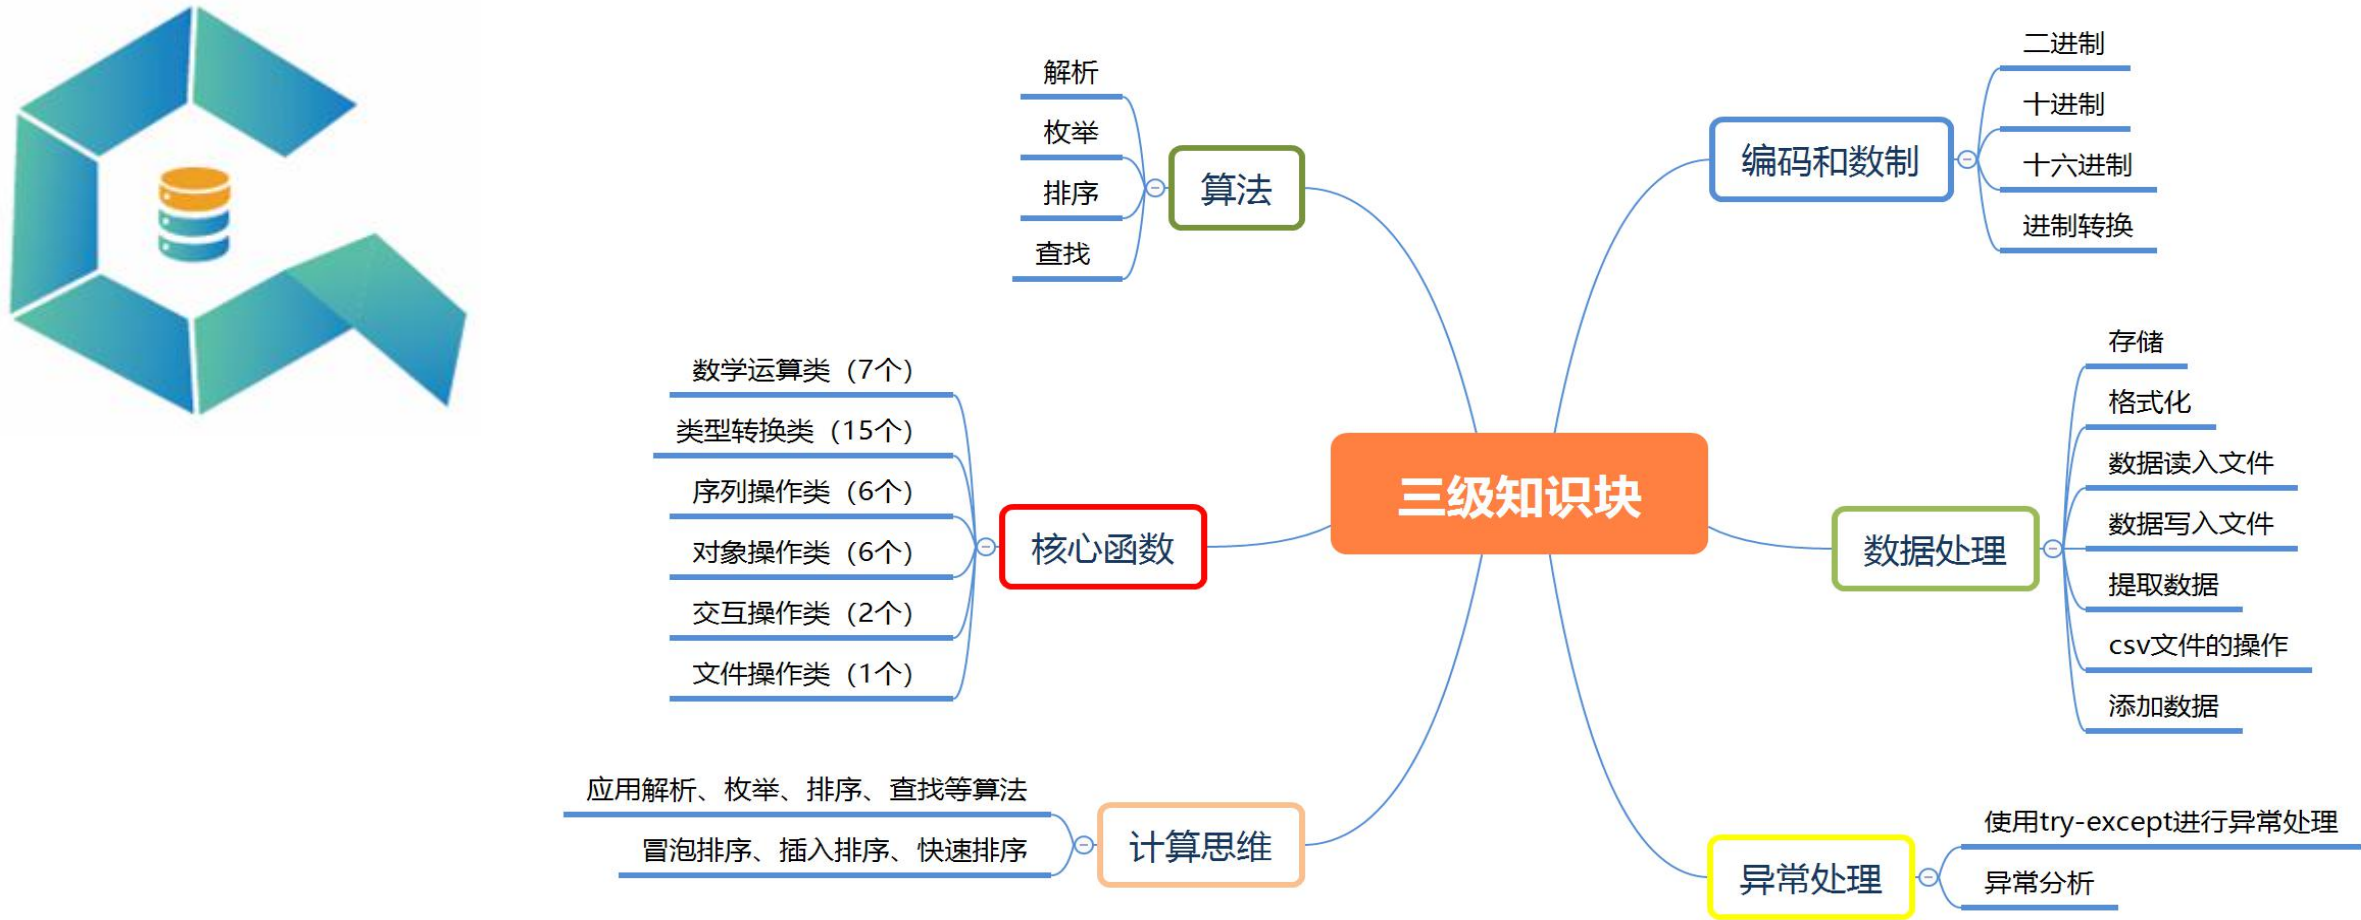 三级知识块
算法
解析
枚举
排序
查找
核心函数
数学运算类（7个）
类型转换类（15个）
序列操作类（6个）
对象操作类（6个）
交互操作类（2个）
文件操作类（1个）
计算思维
应用解析、枚举、排序、查找等算法
冒泡排序、插入排序、快速排序
编码和数制
二进制
十进制
十六进制
进制转换
数据处理
存储
格式化
数据读入文件
数据写入文件
提取数据
csv文件的操作
添加数据
异常处理
使用try-except进行异常处理
异常分析